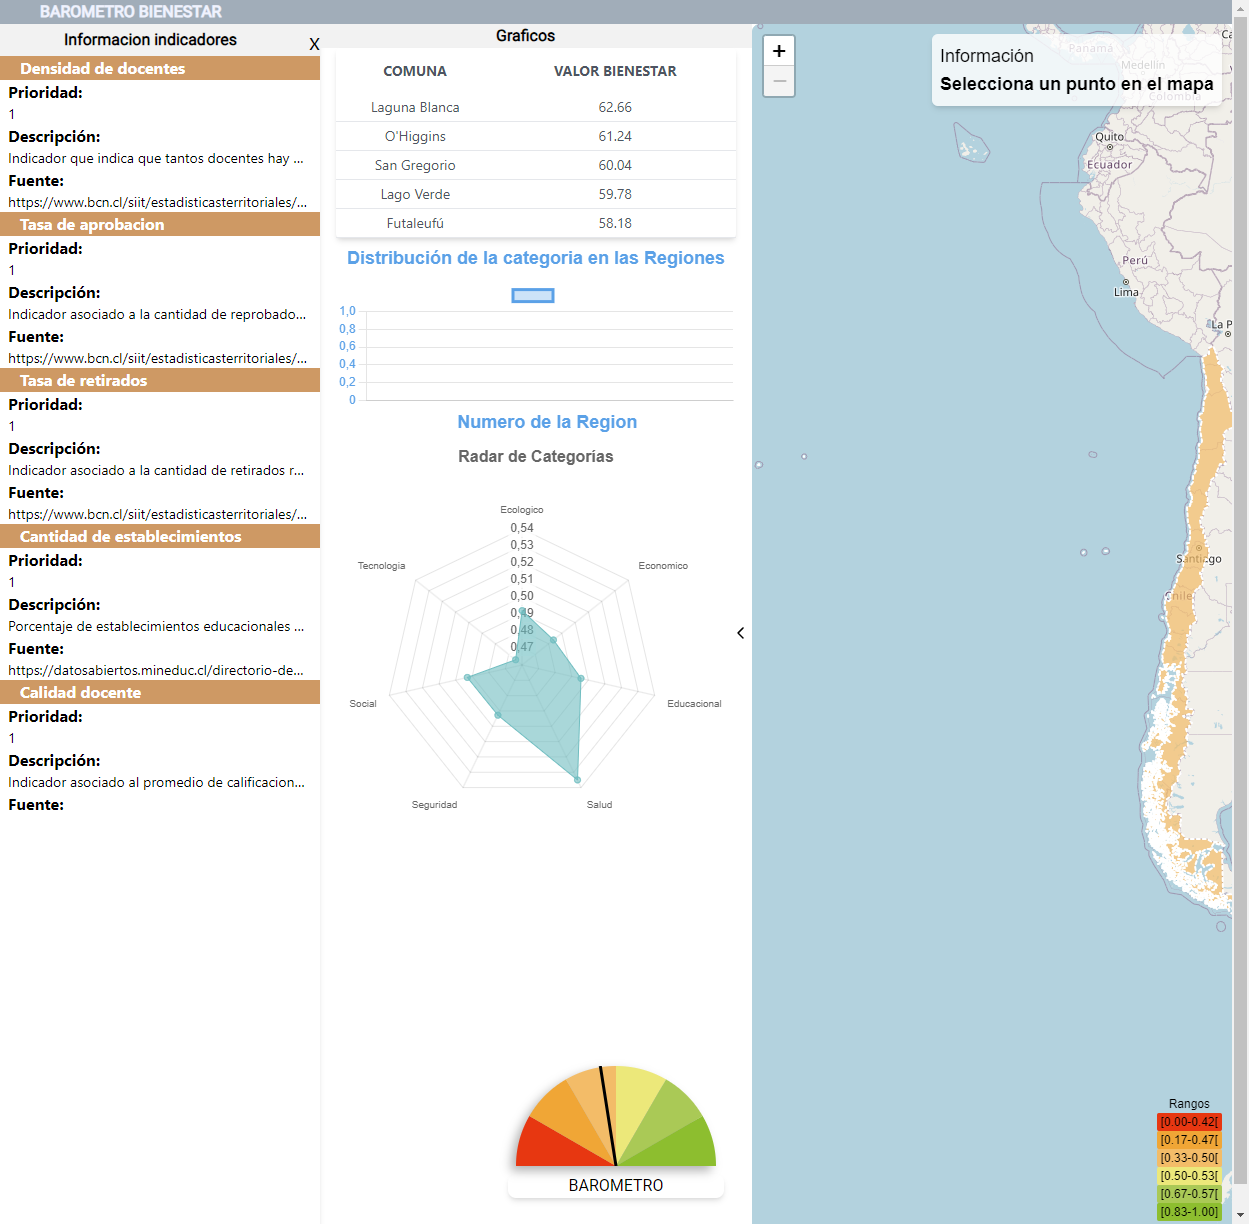 BAROMETRO BIENESTAR
Informacion indicadores
X
Densidad de docentes
Prioridad:
1
Descripción:
Indicador que indica que tantos docentes hay ...
Fuente:
https://www.bcn.cl/siit/estadisticasterritoriales/...
Tasa de aprobacion
Prioridad:
1
Descripción:
Indicador asociado a la cantidad de reprobado...
Fuente:
https://www.bcn.cl/siit/estadisticasterritoriales/...
Tasa de retirados
Prioridad:
1
Descripción:
Indicador asociado a la cantidad de retirados r...
Fuente:
https://www.bcn.cl/siit/estadisticasterritoriales/...
Cantidad de establecimientos
Prioridad:
1
Descripción:
Porcentaje de establecimientos educacionales ...
Fuente:
https://datosabiertos.mineduc.cl/directorio-de...
Calidad docente
Prioridad:
1
Descripción:
Indicador asociado al promedio de calificacion...
Fuente:
Graficos
COMUNA VALOR BIENESTAR
Laguna Blanca 62.66
O'Higgins 61.24
San Gregorio 60.04
Lago Verde 59.78
Futaleufú 58.18
Distribución de la categoria en las Regiones
1,0
0,8
0,6
0,4
0,2
0
Numero de la Region
Radar de Categorías
Ecologico
0,54
0,53
0,52
0,51
0,50
0,49
0,48
0,47
Tecnologia
Economico
Social
Educacional
Seguridad
Salud
BAROMETRO
+
−
Información
Selecciona un punto en el mapa
Panamá
Medellín
Colombia
Quito
Ecuador
Perú
Lima
La P
Santiago
Chile
Rangos
[0.00-0.42[
[0.17-0.47[
[0.33-0.50[
[0.50-0.53[
[0.67-0.57[
[0.83-1.00]